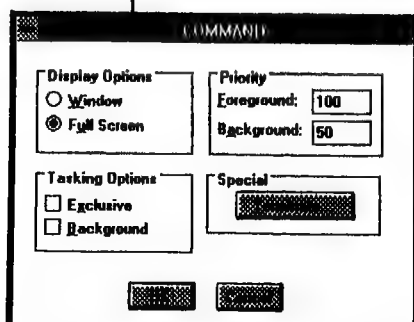 COMMAND
Display Options
Window
Full Screen
Priority
Foreground: 100
Background: 50
Tasking Options
Exclusive
Background
Special